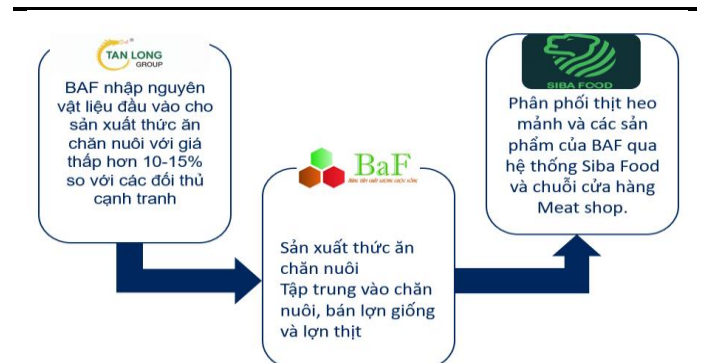 TAN LONG
GROUP
BAF nhập nguyên
vật liệu đầu vào cho
sản xuất thức ăn
chăn nuôi với giá
thấp hơn 10-15%
so với các đối thủ
cạnh tranh
BaF
Sản xuất thức ăn
chăn nuôi
Tập trung vào chăn
nuôi, bán lợn giống
và lợn thịt
SIBA FOOD
Phân phối thịt heo
mảnh và các sản
phẩm của BAF qua
hệ thống Siba Food
và chuỗi cửa hàng
Meat shop.